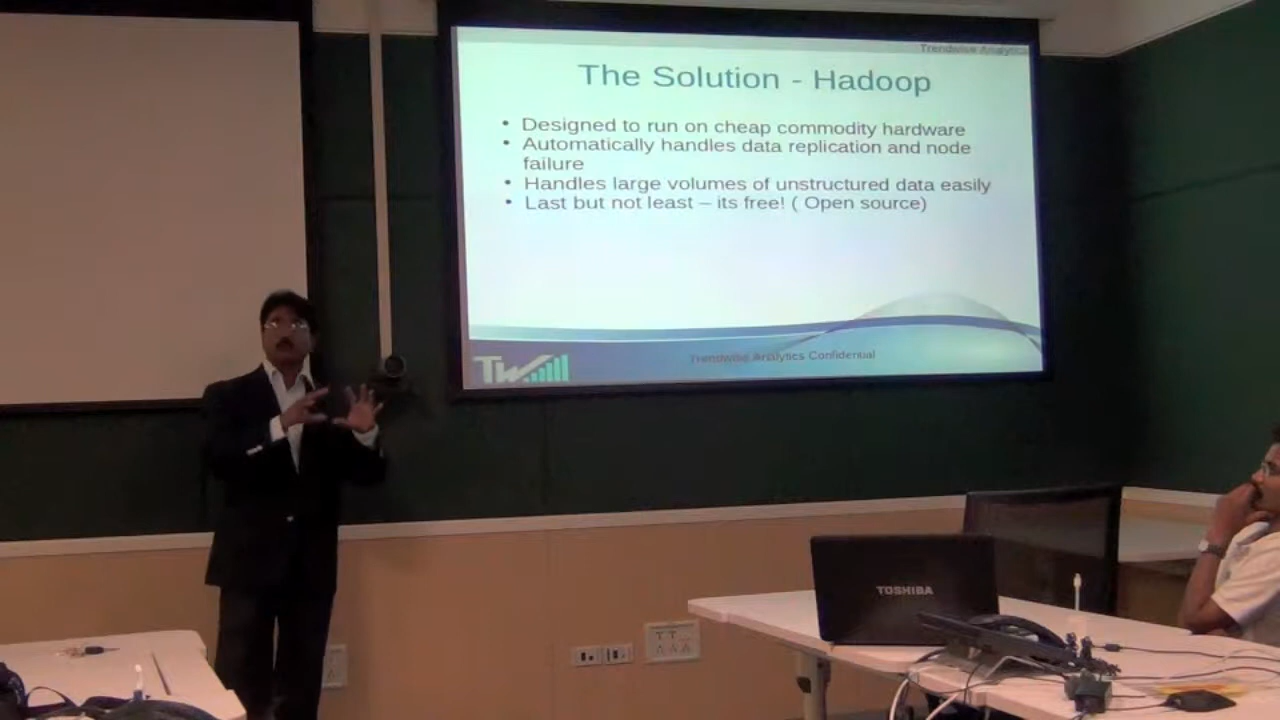 Trendwise Analytics
The Solution - Hadoop
• Designed to run on cheap commodity hardware
• Automatically handles data replication and node
failure
• Handles large volumes of unstructured data easily
• Last but not least – its free! ( Open source)
TW
Trendwise Analytics Confidential
TOSHIBA